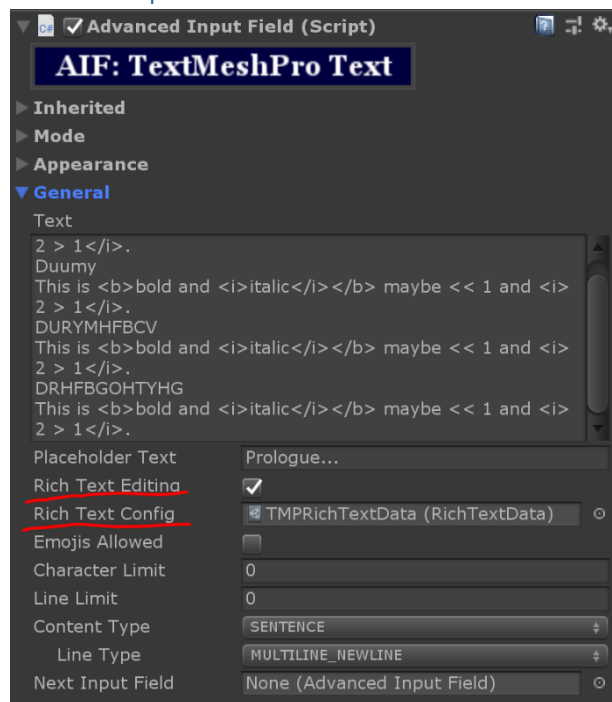 Advanced Input Field (Script)
AIF: TextMeshPro Text
Inherited
Mode
Appearance
General
Text
2 > 1</i>.
Duumy
This is <b>bold and <i>italic</i></b> maybe << 1 and <i>
2 > 1</i>.
DURYMHFBCV
This is <b>bold and <i>italic</i></b> maybe << 1 and <i>
2 > 1</i>.
DRHFBGOHTYHG
This is <b>bold and <i>italic</i></b> maybe << 1 and <i>
2 > 1</i>.
Placeholder Text Prologue...
Rich Text Editing
Rich Text Config TMPRichTextData (RichTextData)
Emojis Allowed
Character Limit 0
Line Limit 0
Content Type SENTENCE
Line Type MULTILINE_NEWLINE
Next Input Field None (Advanced Input Field)